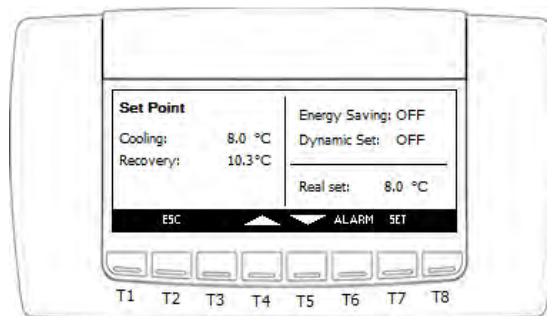 Set Point
Cooling: 8.0 °C
Recovery: 10.3°C
Energy Saving: OFF
Dynamic Set: OFF
Real set: 8.0 °C
ESC ALARM SET
T1 T2 T3 T4 T5 T6 T7 T8